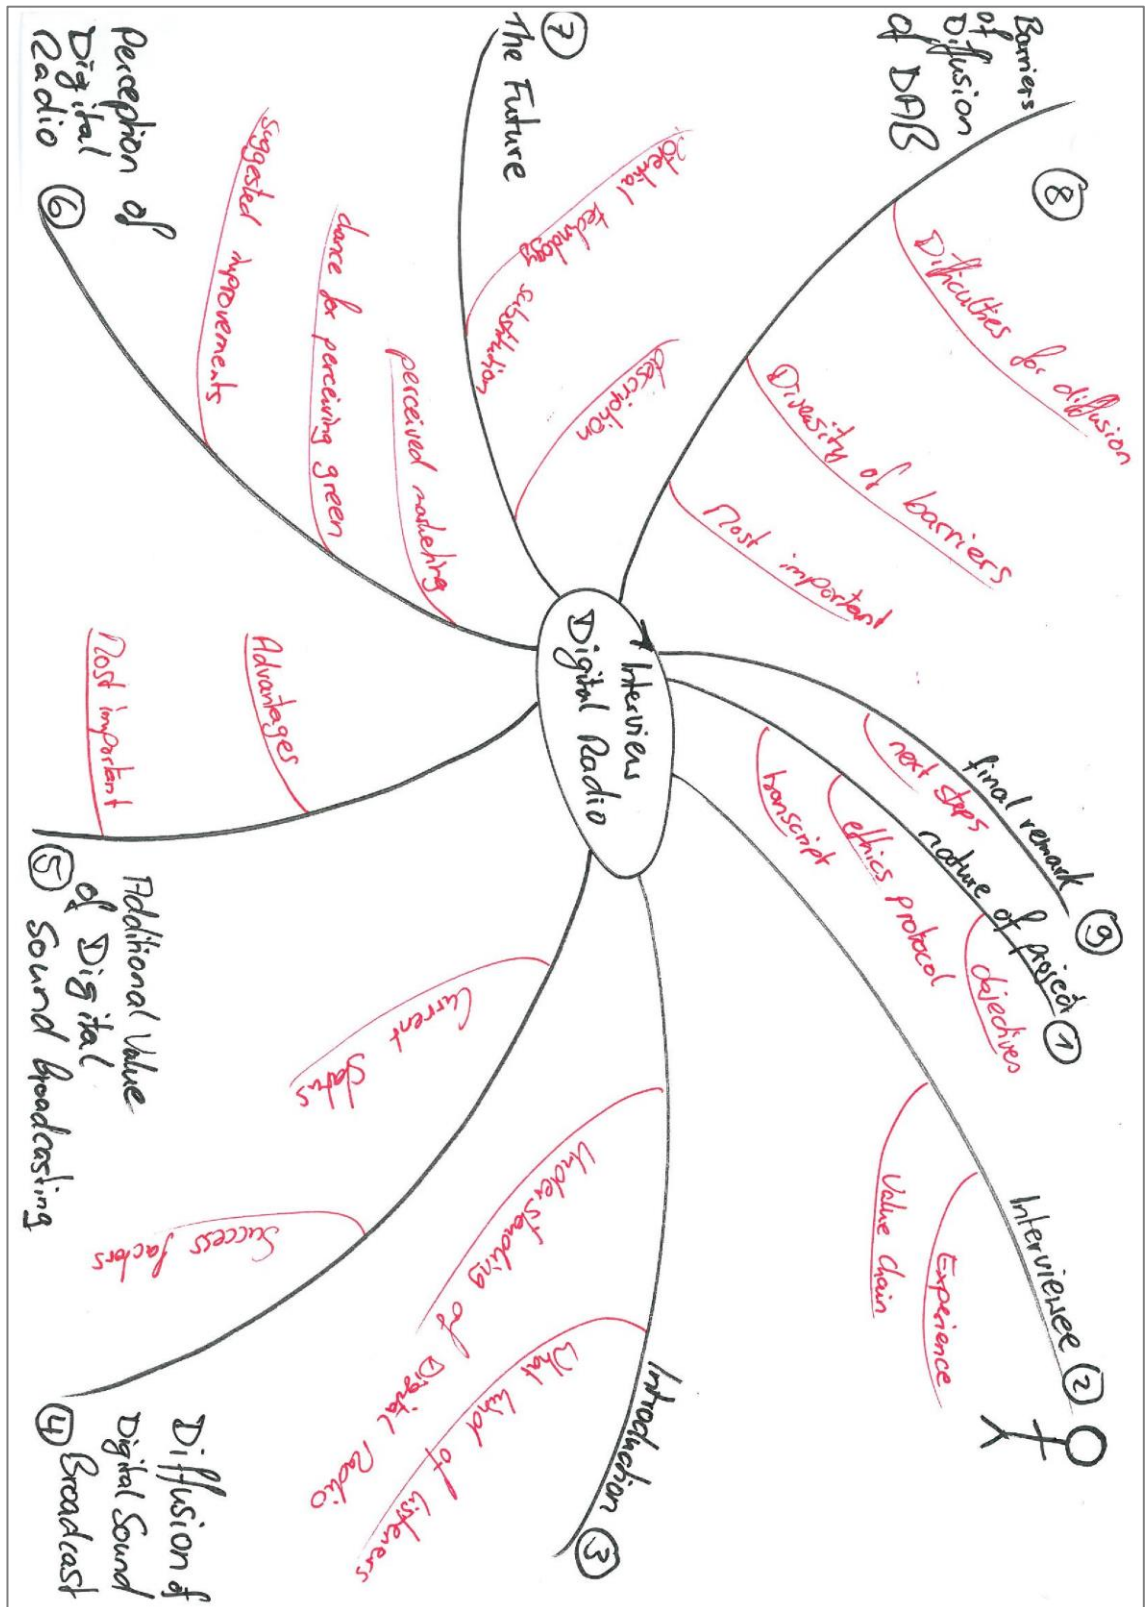 Interview
Digital Radio
nature of project ①
objectives
ethics protocol
transcript
Interviewee ②
Experience
Value Chain
Introduction ③
What kind of listeners
Understanding of Digital Radio
Diffusion of
Digital Sound
④ Broadcast
Success factors
Current
Status
Additional Value
of Digital
⑤ Sound Broadcasting
Advantages
Most important
Perception of
Digital
Radio ⑥
perceived marketing
chance for perceiving green
suggested improvements
⑦
The Future
technology substitution
description
Barriers
of Diffusion
of DAB
⑧
Difficulties for diffusion
Diversity of barriers
Most important
final remark ⑨
next steps